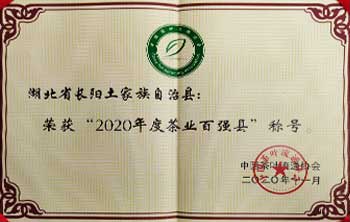 湖北省长阳土家族自治县:
荣获“2020年度茶业百强县”称号。
中国茶叶流通协会
二〇二〇年十一月